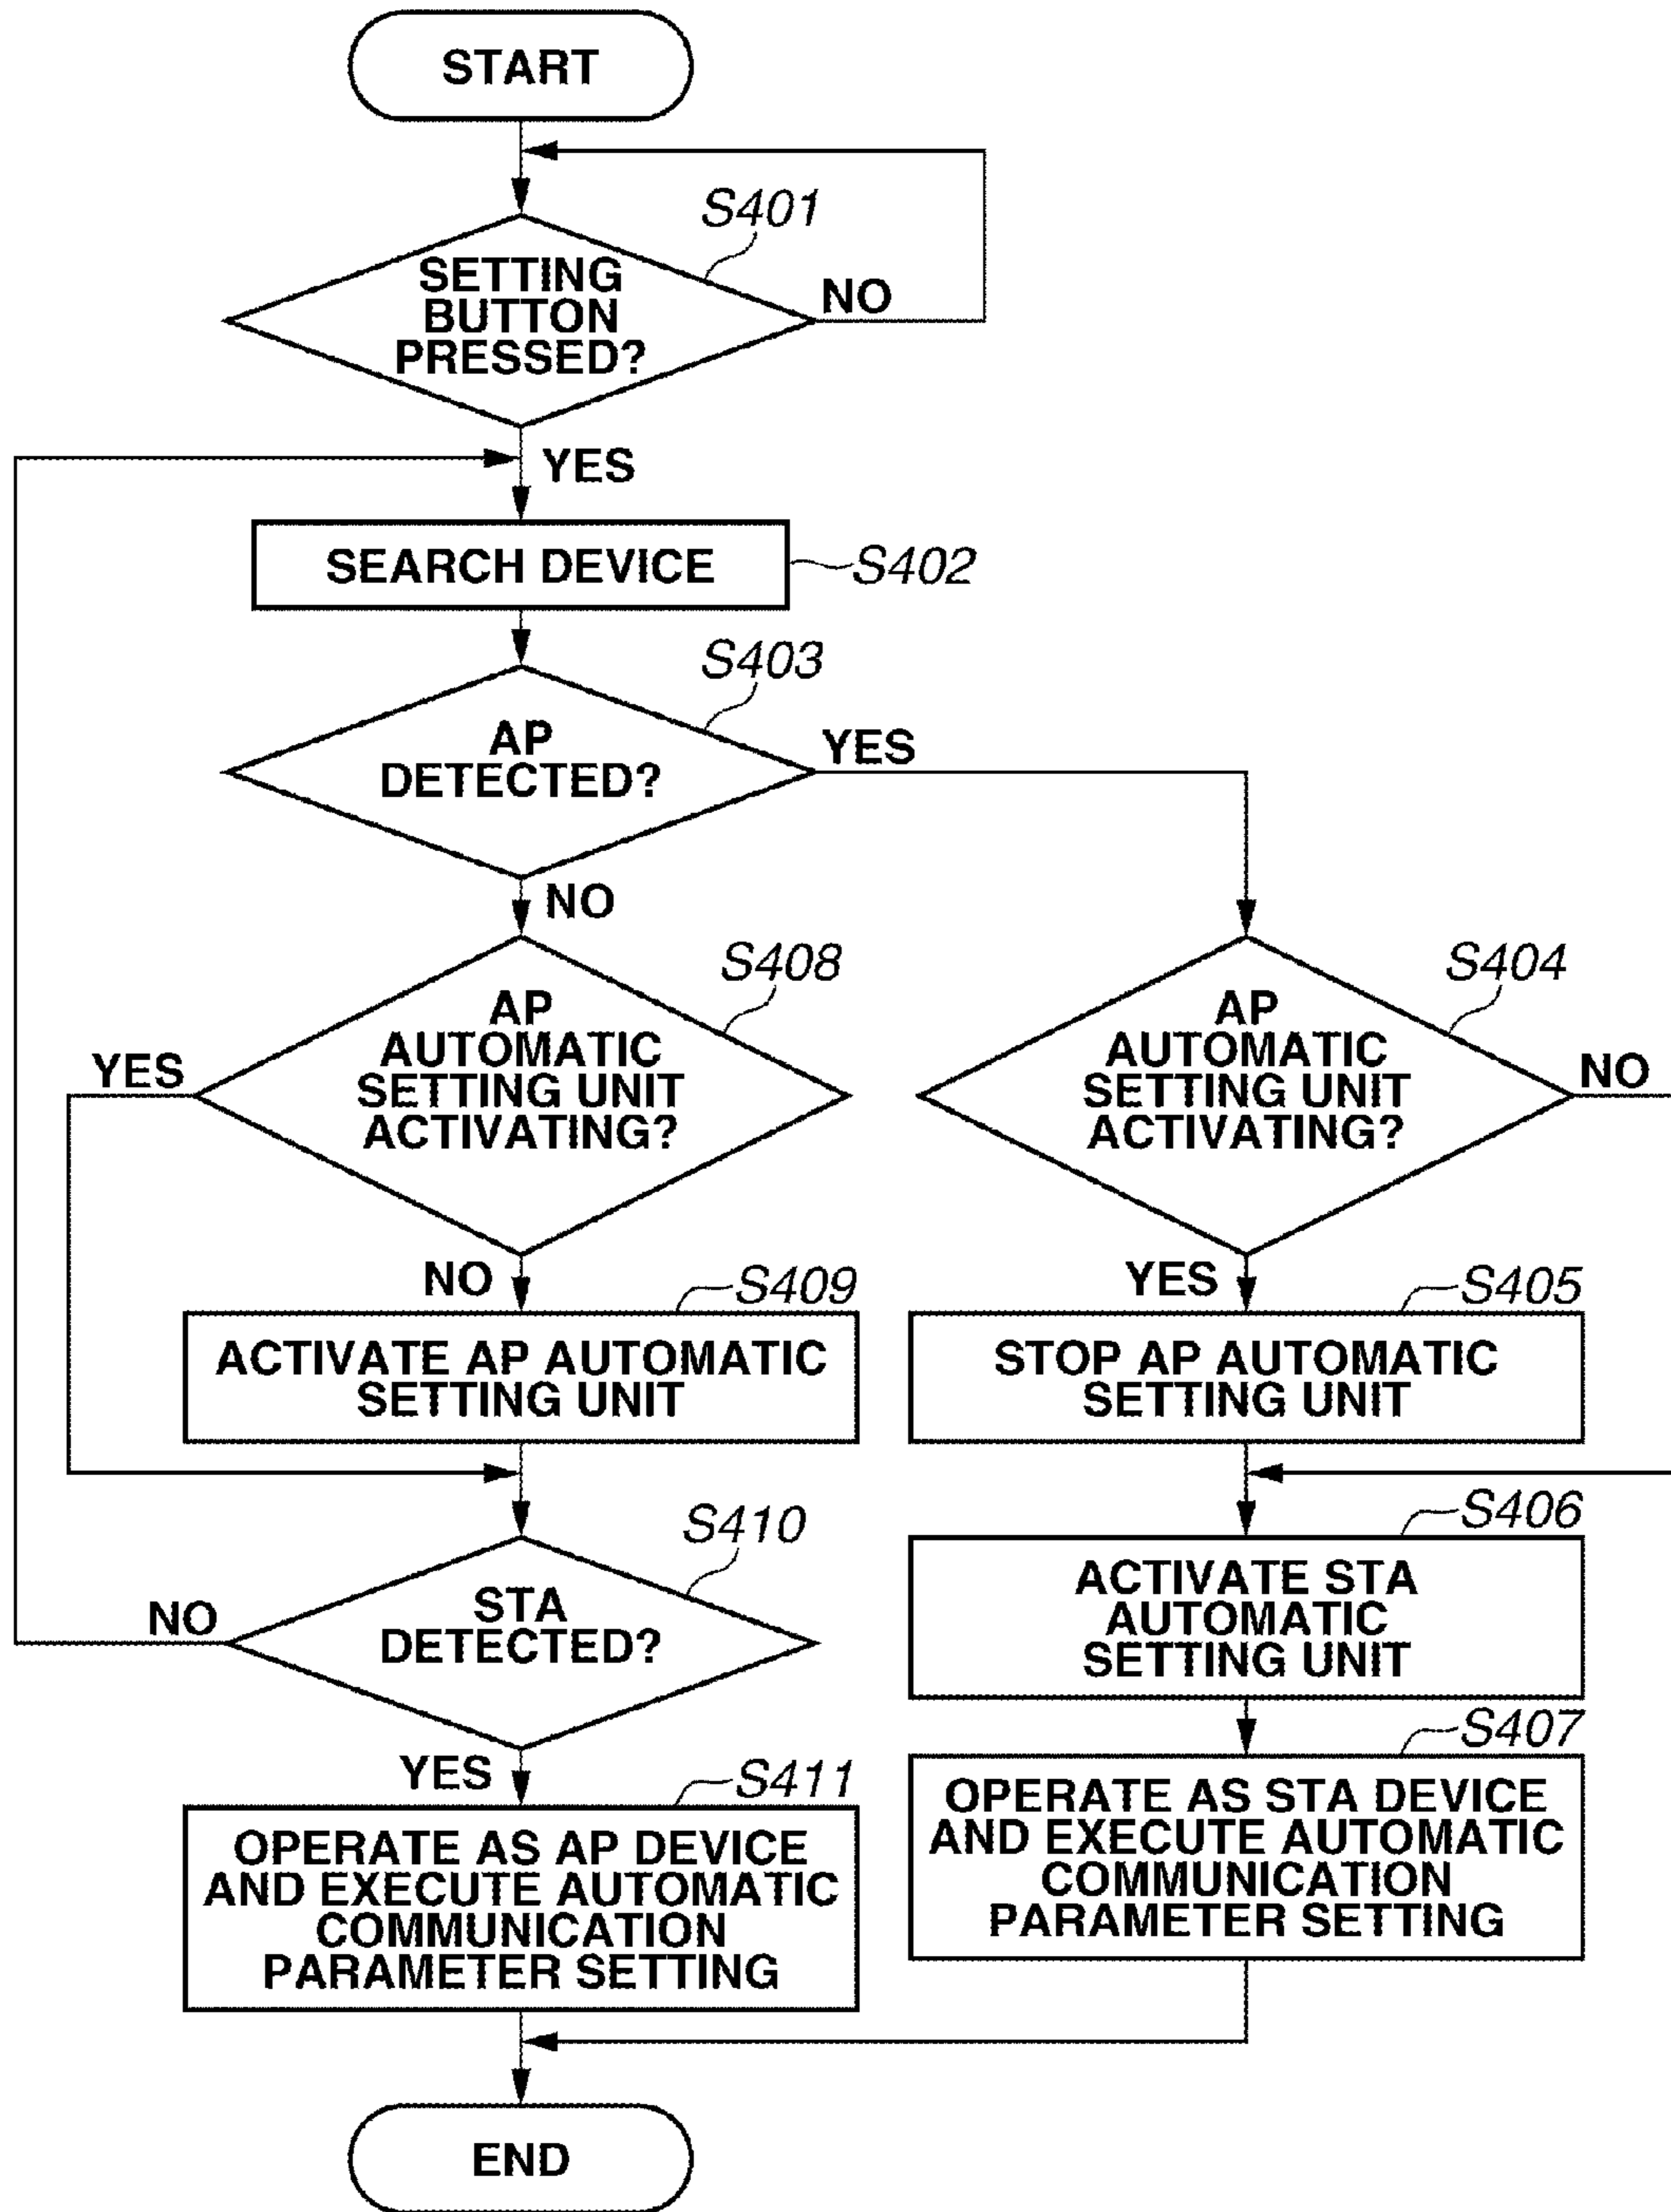 START
S401
SETTING
BUTTON
PRESSED?
NO
YES
SEARCH DEVICE
S402
S403
AP
DETECTED?
YES
NO
S408
AP
AUTOMATIC
SETTING UNIT
ACTIVATING?
YES
NO
S404
AP
AUTOMATIC
SETTING UNIT
ACTIVATING?
NO
YES
S409
ACTIVATE AP AUTOMATIC
SETTING UNIT
S405
STOP AP AUTOMATIC
SETTING UNIT
S410
STA
DETECTED?
NO
YES
S406
ACTIVATE STA
AUTOMATIC
SETTING UNIT
S411
OPERATE AS AP DEVICE
AND EXECUTE AUTOMATIC
COMMUNICATION
PARAMETER SETTING
S407
OPERATE AS STA DEVICE
AND EXECUTE AUTOMATIC
COMMUNICATION
PARAMETER SETTING
END